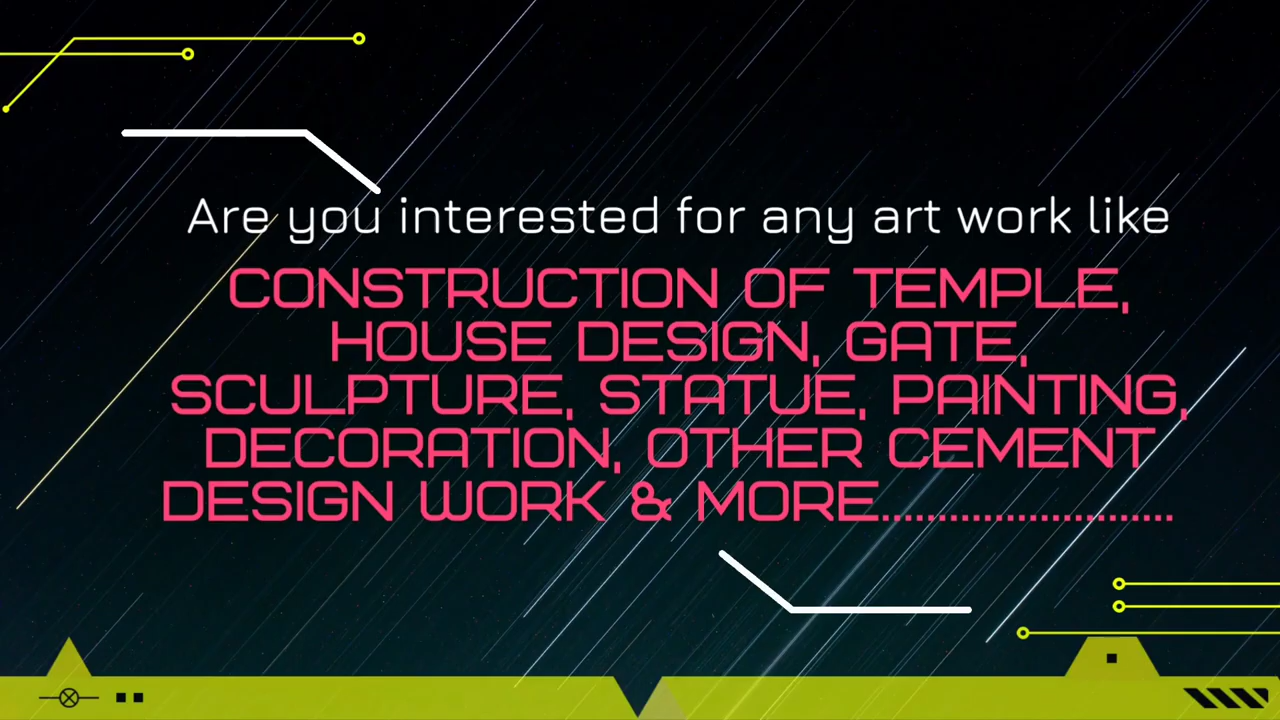 Are you interested for any art work like
CONSTRUCTION OF TEMPLE,
HOUSE DESIGN, GATE,
SCULPTURE, STATUE, PAINTING,
DECORATION, OTHER CEMENT
DESIGN WORK & MORE..........................